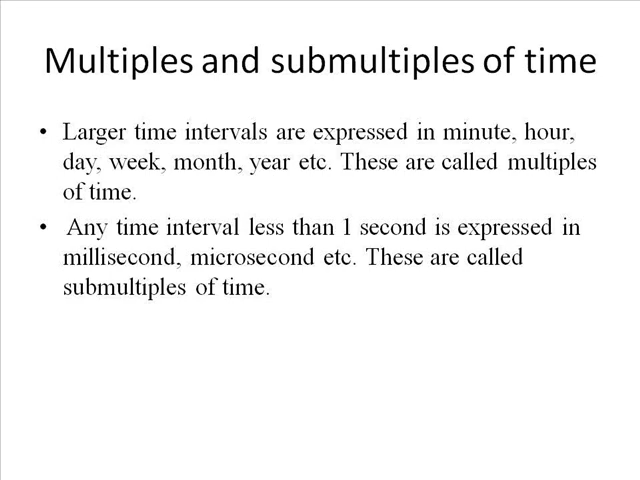 Multiples and submultiples of time
• Larger time intervals are expressed in minute, hour,
day, week, month, year etc. These are called multiples
of time.
• Any time interval less than 1 second is expressed in
millisecond, microsecond etc. These are called
submultiples of time.